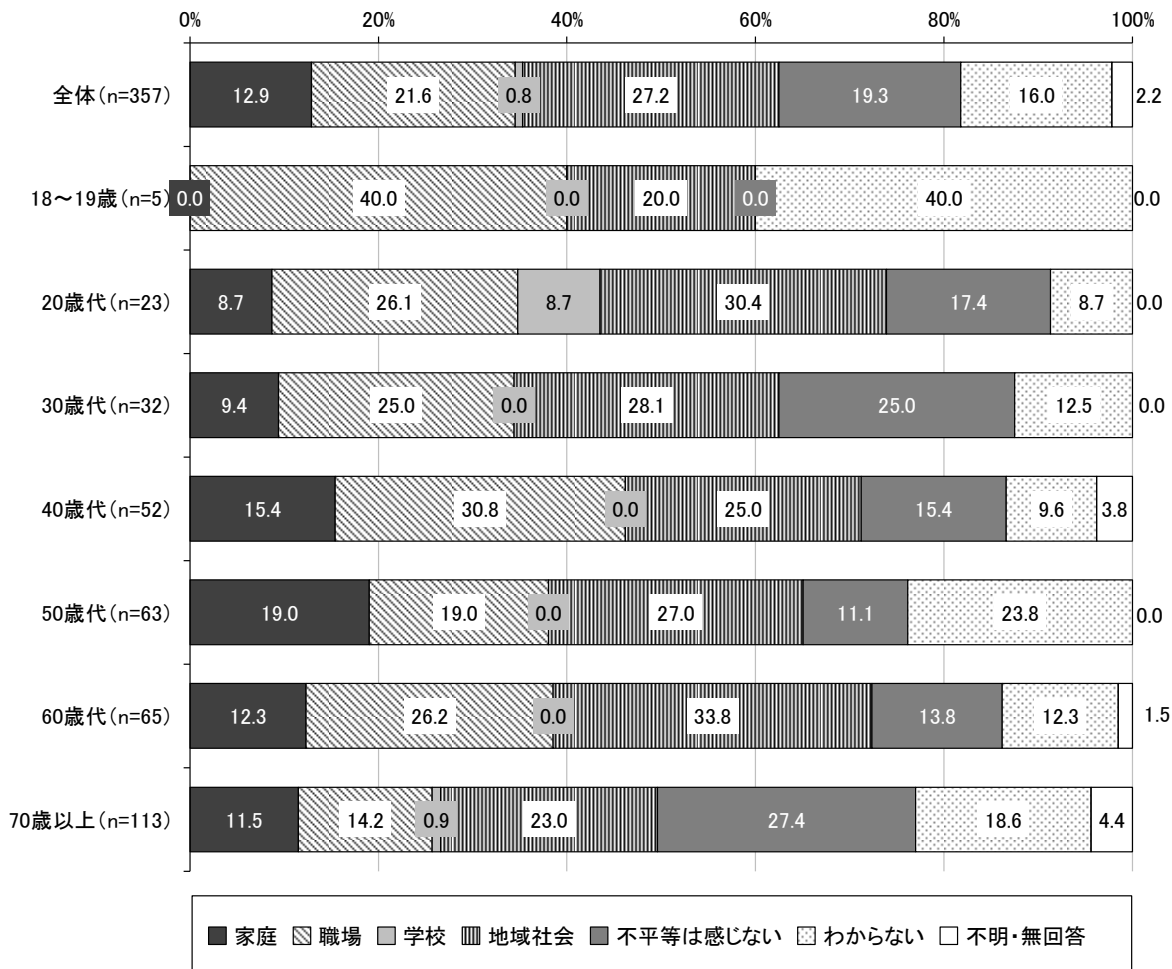 0% 20% 40% 60% 80% 100%
全体(n=357) 12.9 21.6 0.8 27.2 19.3 16.0 2.2
18～19歳(n=5) 0.0 40.0 0.0 20.0 0.0 40.0 0.0
20歳代(n=23) 8.7 26.1 8.7 30.4 17.4 8.7 0.0
30歳代(n=32) 9.4 25.0 0.0 28.1 25.0 12.5 0.0
40歳代(n=52) 15.4 30.8 0.0 25.0 15.4 9.6 3.8
50歳代(n=63) 19.0 19.0 0.0 27.0 11.1 23.8 0.0
60歳代(n=65) 12.3 26.2 0.0 33.8 13.8 12.3 1.5
70歳以上(n=113) 11.5 14.2 0.9 23.0 27.4 18.6 4.4
家庭 職場 学校 地域社会 不平等は感じない わからない 不明・無回答